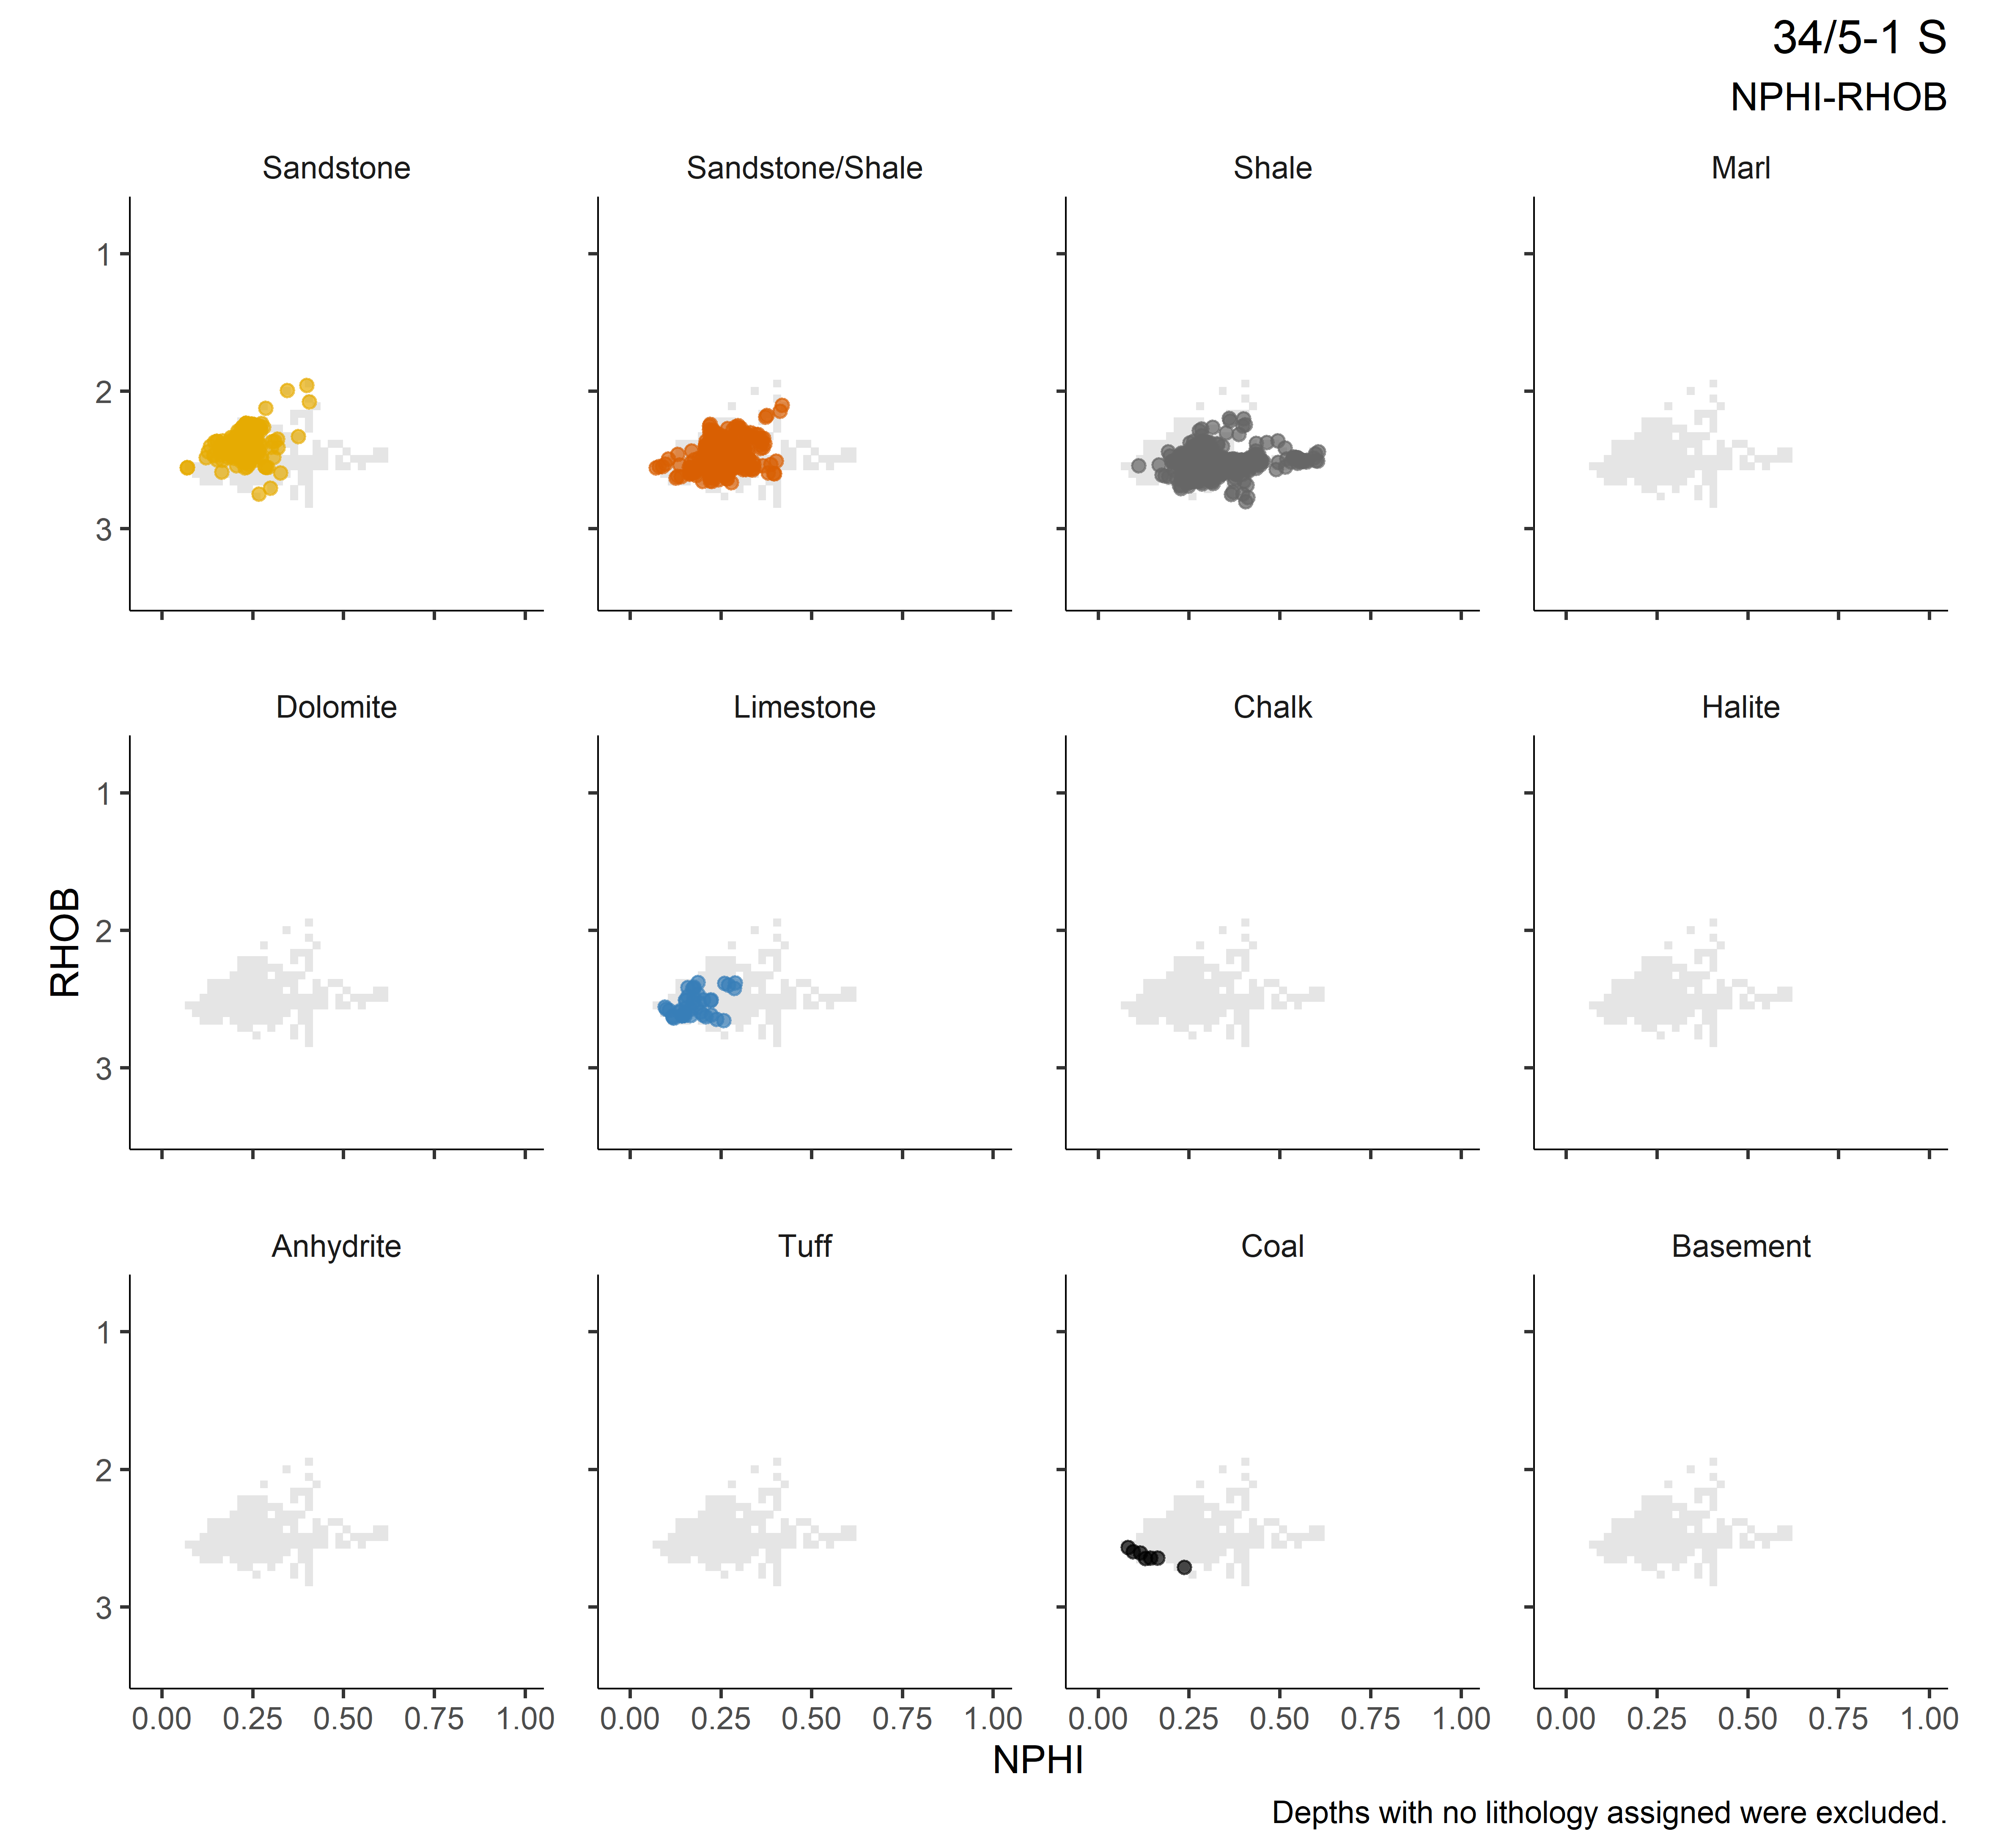 34/5-1 S
NPHI-RHOB
Sandstone Sandstone/Shale Shale Marl
1
2
3
Dolomite Limestone Chalk Halite
1
2
3
RHOB
Anhydrite Tuff Coal Basement
1
2
3
0.00 0.25 0.50 0.75 1.00 0.00 0.25 0.50 0.75 1.00 0.00 0.25 0.50 0.75 1.00 0.00 0.25 0.50 0.75 1.00
NPHI
Depths with no lithology assigned were excluded.